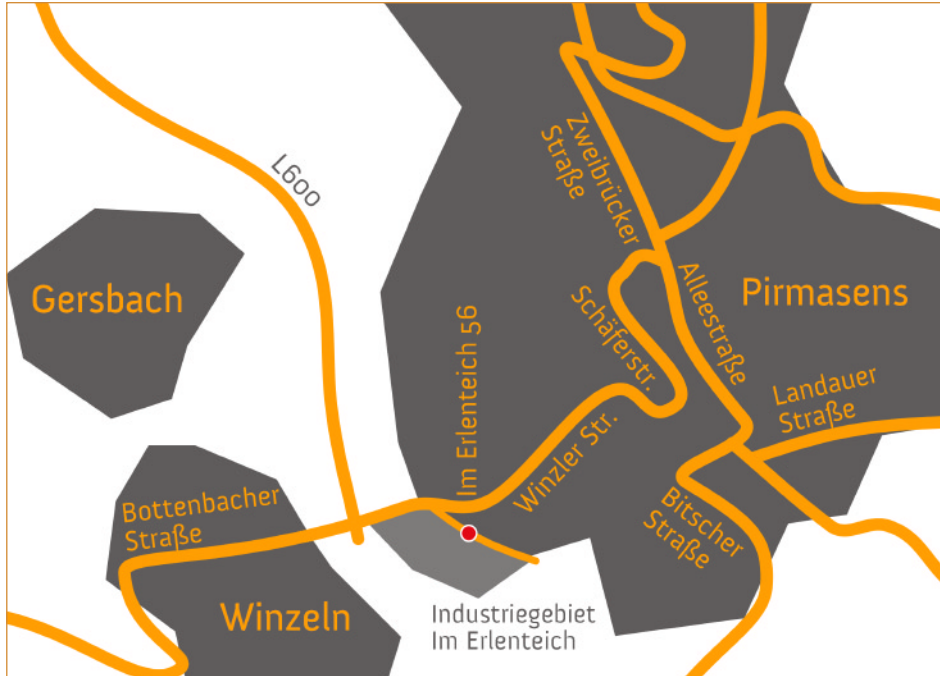 L600
Zweibrücker
Straße
Gersbach
Pirmasens
Alleestraße
Schäferstr.
Im Erlenteich 56
Landauer
Straße
Winzler Str.
Bottenbacher
Straße
Bitscher
Straße
Winzeln
Industriegebiet
Im Erlenteich